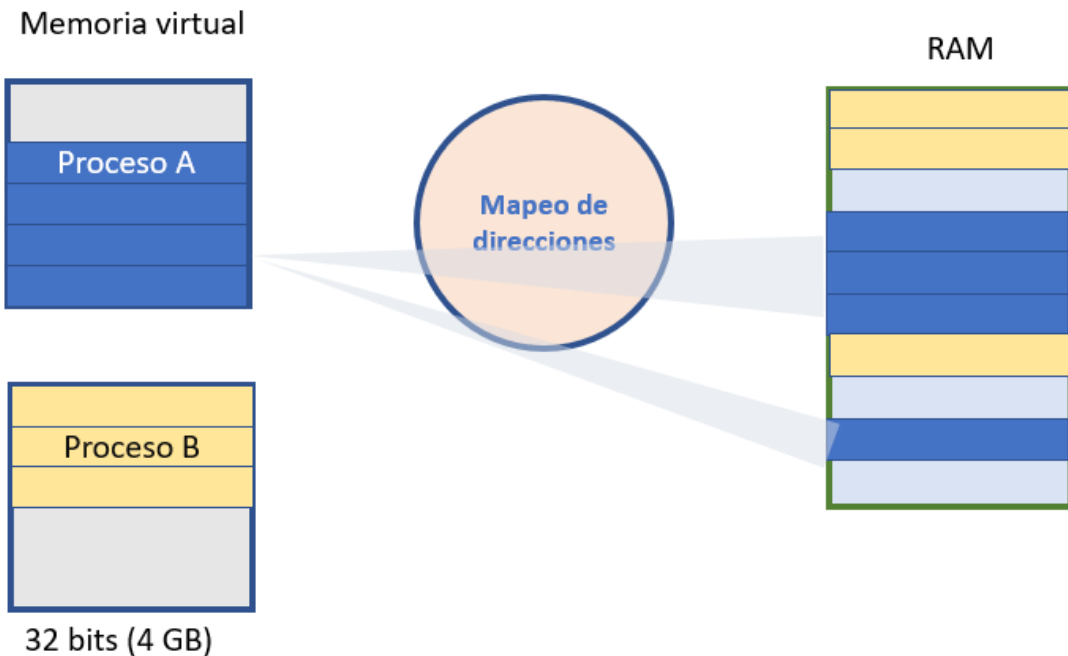 Memoria virtual
RAM
Proceso A
Mapeo de
direcciones
Proceso B
32 bits (4 GB)